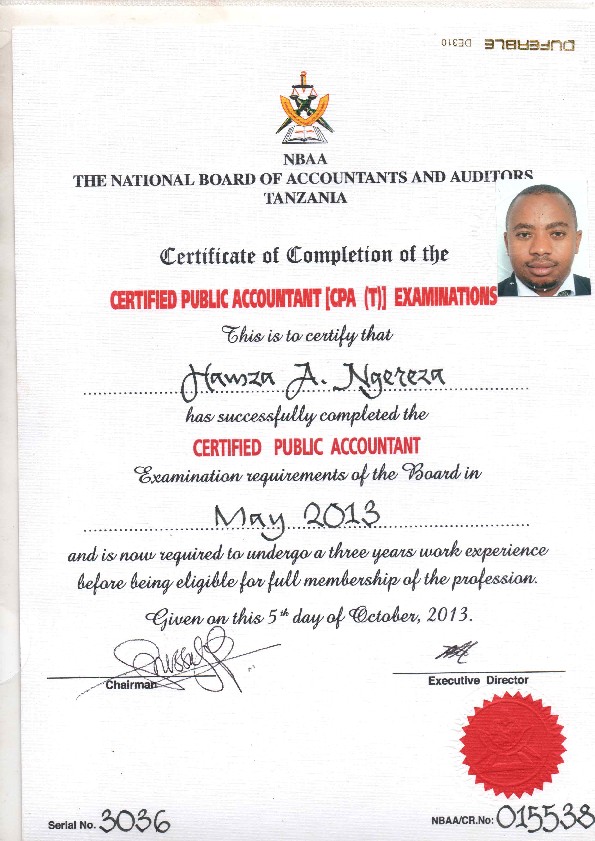 DUFERBLE DE310
NBAA
THE NATIONAL BOARD OF ACCOUNTANTS AND AUDITORS
TANZANIA
Certificate of Completion of the
CERTIFIED PUBLIC ACCOUNTANT [CPA (T)] EXAMINATIONS
This is to certify that
Hamza A. Ngereza
has successfully completed the
CERTIFIED PUBLIC ACCOUNTANT
Examination requirements of the Board in
May 2013
and is now required to undergo a three years work experience
before being eligible for full membership of the profession.
Given on this 5th day of October, 2013.
Chairman
Executive Director
Serial No. 3036
NBAA/CR.No: 015538